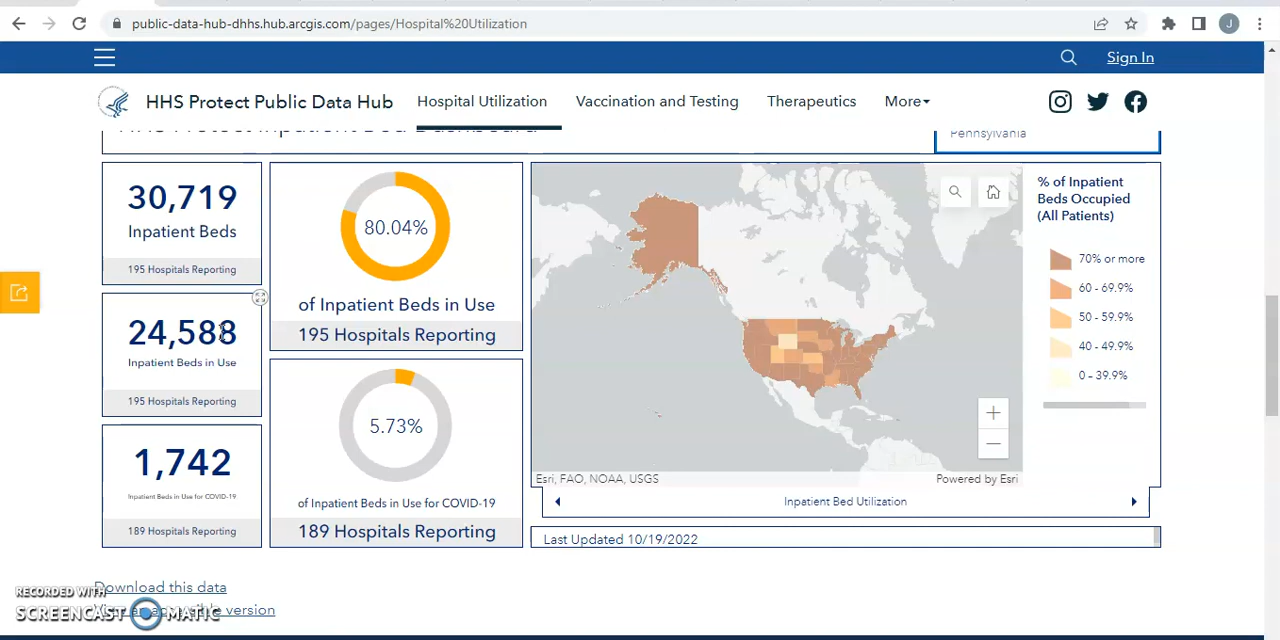 public-data-hub-dhhs.hub.arcgis.com/pages/Hospital%20Utilization
J
Sign In
HHS Protect Public Data Hub
Hospital Utilization
Vaccination and Testing
Therapeutics
More
HHS Protect Inpatient Bed Dashboard
Pennsylvania
30,719
Inpatient Beds
195 Hospitals Reporting
24,588
Inpatient Beds in Use
195 Hospitals Reporting
1,742
Inpatient Beds in Use for COVID-19
189 Hospitals Reporting
80.04%
of Inpatient Beds in Use
195 Hospitals Reporting
5.73%
of Inpatient Beds in Use for COVID-19
189 Hospitals Reporting
% of Inpatient
Beds Occupied
(All Patients)
70% or more
60 - 69.9%
50 - 59.9%
40 - 49.9%
0 - 39.9%
Esri, FAO, NOAA, USGS
Powered by Esri
Inpatient Bed Utilization
Last Updated 10/19/2022
Download this data
version
RECORDED WITH
SCREENCAST MATIC